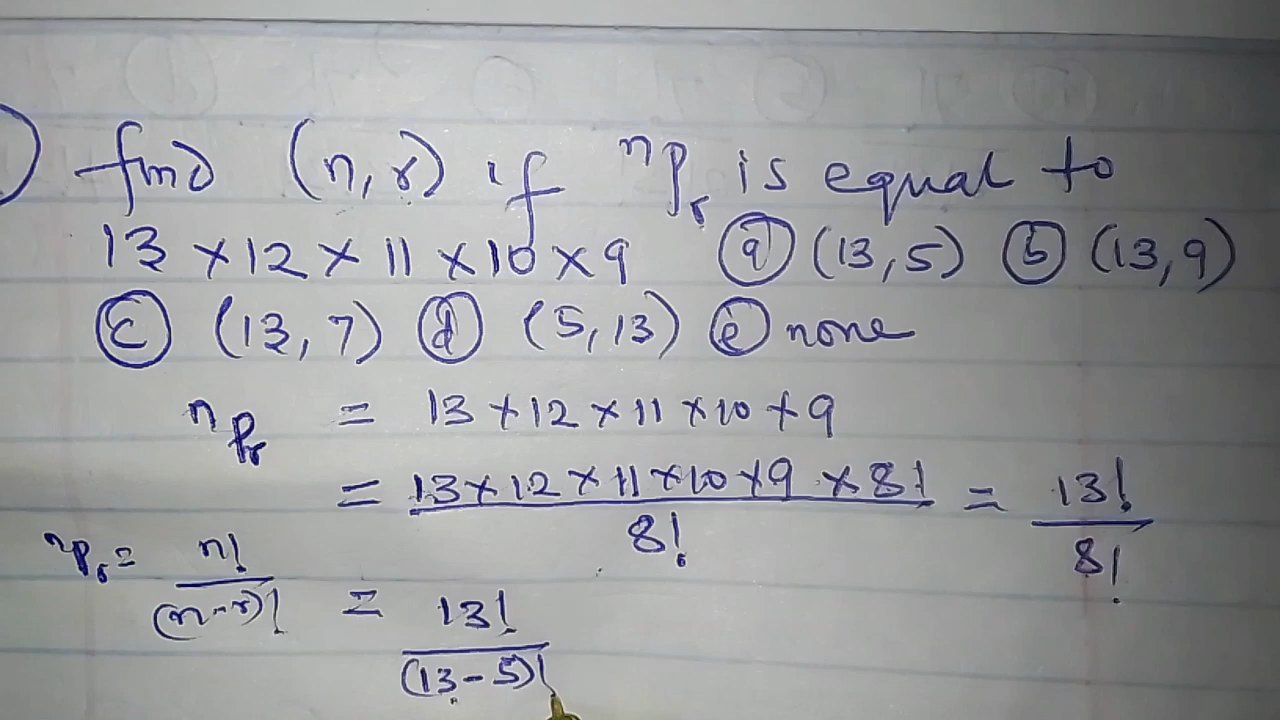 ) find (n, r) if ⁿPᵣ is equal to
13 × 12 × 11 × 10 × 9 ⓐ (13, 5) ⓑ (13, 9)
ⓒ (13, 7) ⓓ (5, 13) ⓔ none
ⁿPᵣ = 13 × 12 × 11 × 10 × 9
= 13 × 12 × 11 × 10 × 9 × 8! / 8! = 13! / 8!
ⁿPᵣ = n! / (n-r)! = 13! / (13-5)!